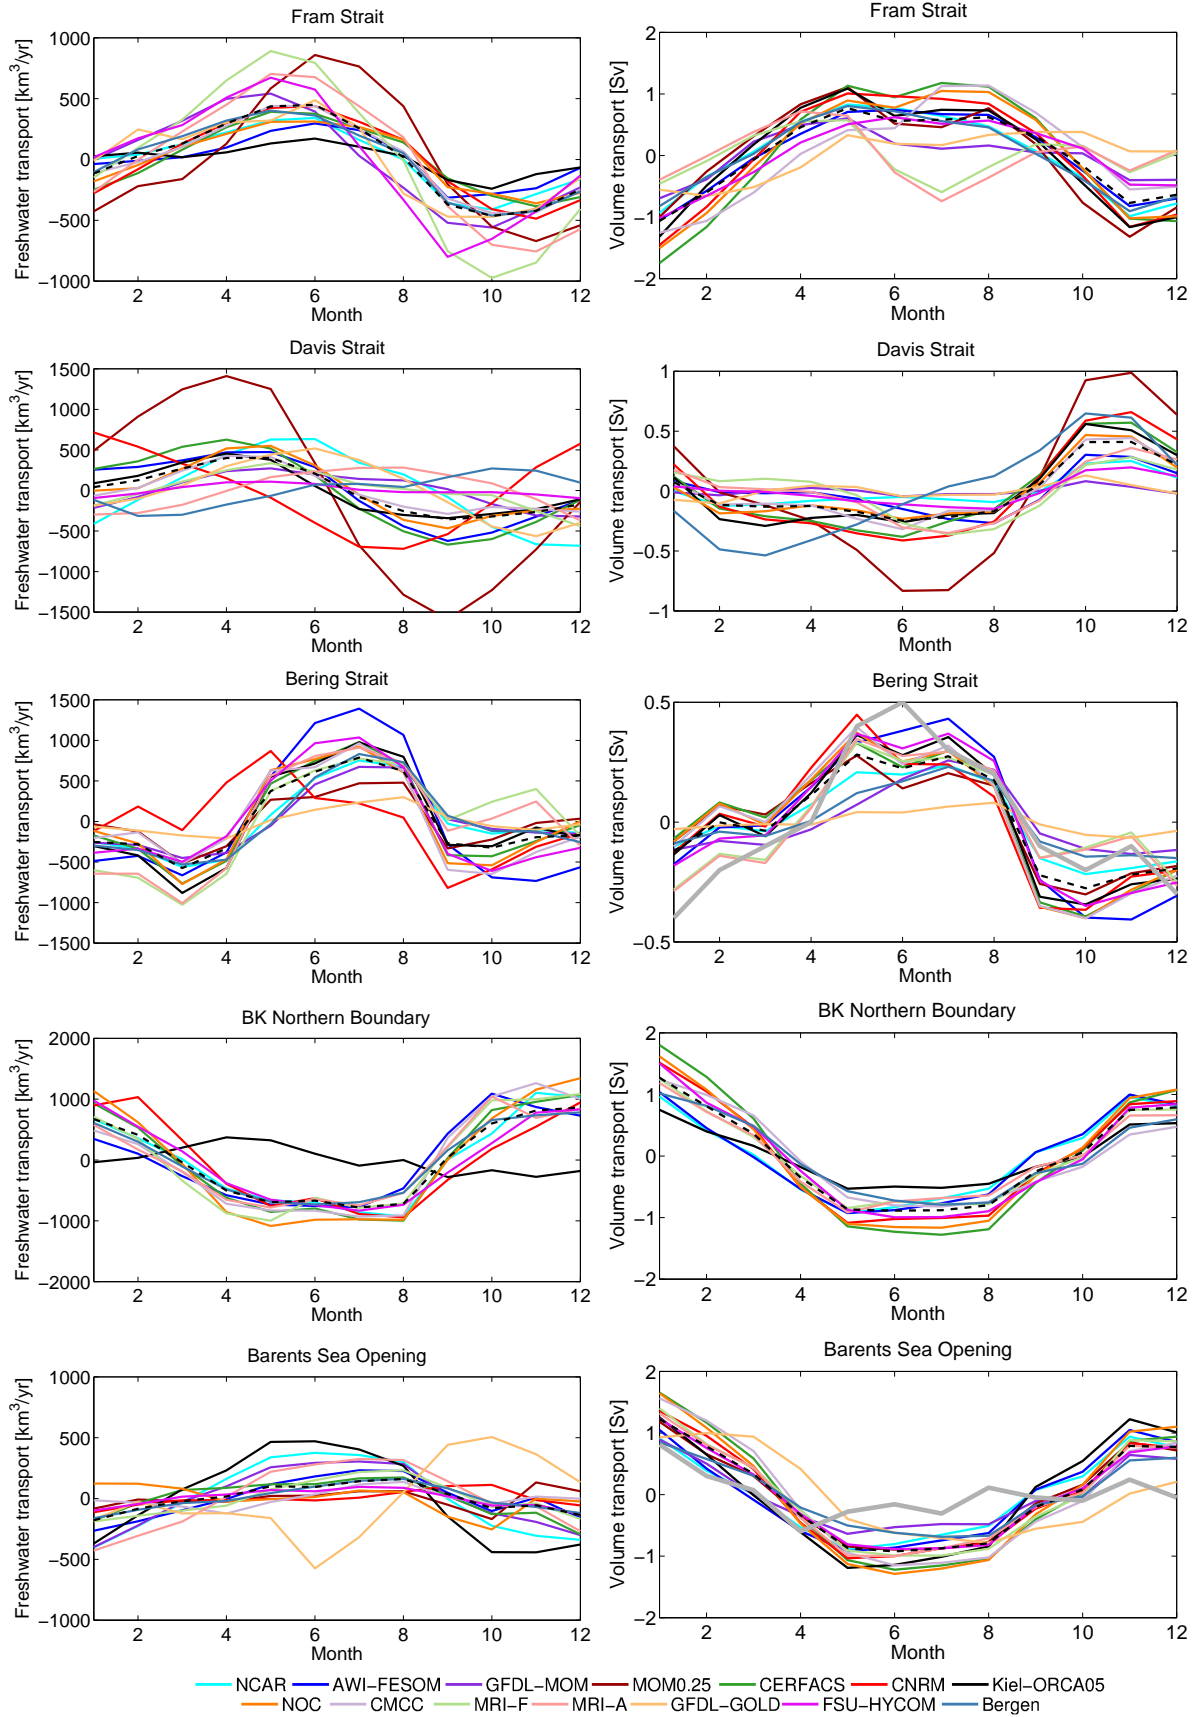 Fram Strait
Freshwater transport [km³/yr]
1000
500
0
−500
−1000
2 4 6 8 10 12
Month
Fram Strait
Volume transport [Sv]
2
1
0
−1
−2
2 4 6 8 10 12
Month
Davis Strait
Freshwater transport [km³/yr]
1500
1000
500
0
−500
−1000
−1500
2 4 6 8 10 12
Month
Davis Strait
Volume transport [Sv]
1
0.5
0
−0.5
−1
2 4 6 8 10 12
Month
Bering Strait
Freshwater transport [km³/yr]
1500
1000
500
0
−500
−1000
−1500
2 4 6 8 10 12
Month
Bering Strait
Volume transport [Sv]
0.5
0
−0.5
2 4 6 8 10 12
Month
BK Northern Boundary
Freshwater transport [km³/yr]
2000
1000
0
−1000
−2000
2 4 6 8 10 12
Month
BK Northern Boundary
Volume transport [Sv]
2
1
0
−1
−2
2 4 6 8 10 12
Month
Barents Sea Opening
Freshwater transport [km³/yr]
1000
500
0
−500
−1000
2 4 6 8 10 12
Month
Barents Sea Opening
Volume transport [Sv]
2
1
0
−1
−2
2 4 6 8 10 12
Month
NCAR AWI−FESOM GFDL−MOM MOM0.25 CERFACS CNRM Kiel−ORCA05
NOC CMCC MRI−F MRI−A GFDL−GOLD FSU−HYCOM Bergen